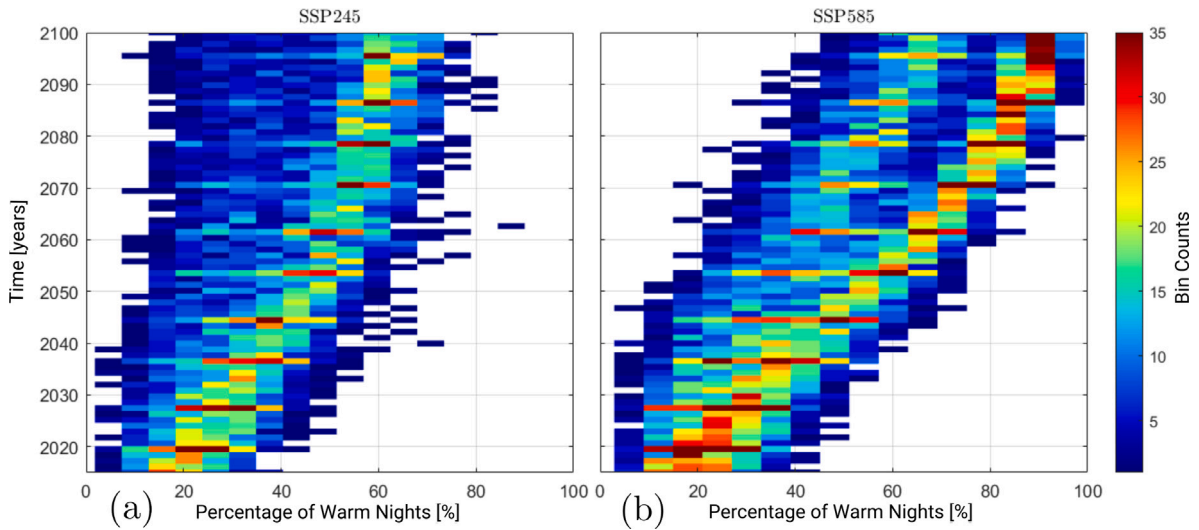 SSP245
SSP585
2100
2090
2080
2070
2060
2050
2040
2030
2020
Time [years]
0 20 40 60 80 100
0 20 40 60 80 100
(a) Percentage of Warm Nights [%]
(b) Percentage of Warm Nights [%]
35
30
25
20
15
10
5
Bin Counts